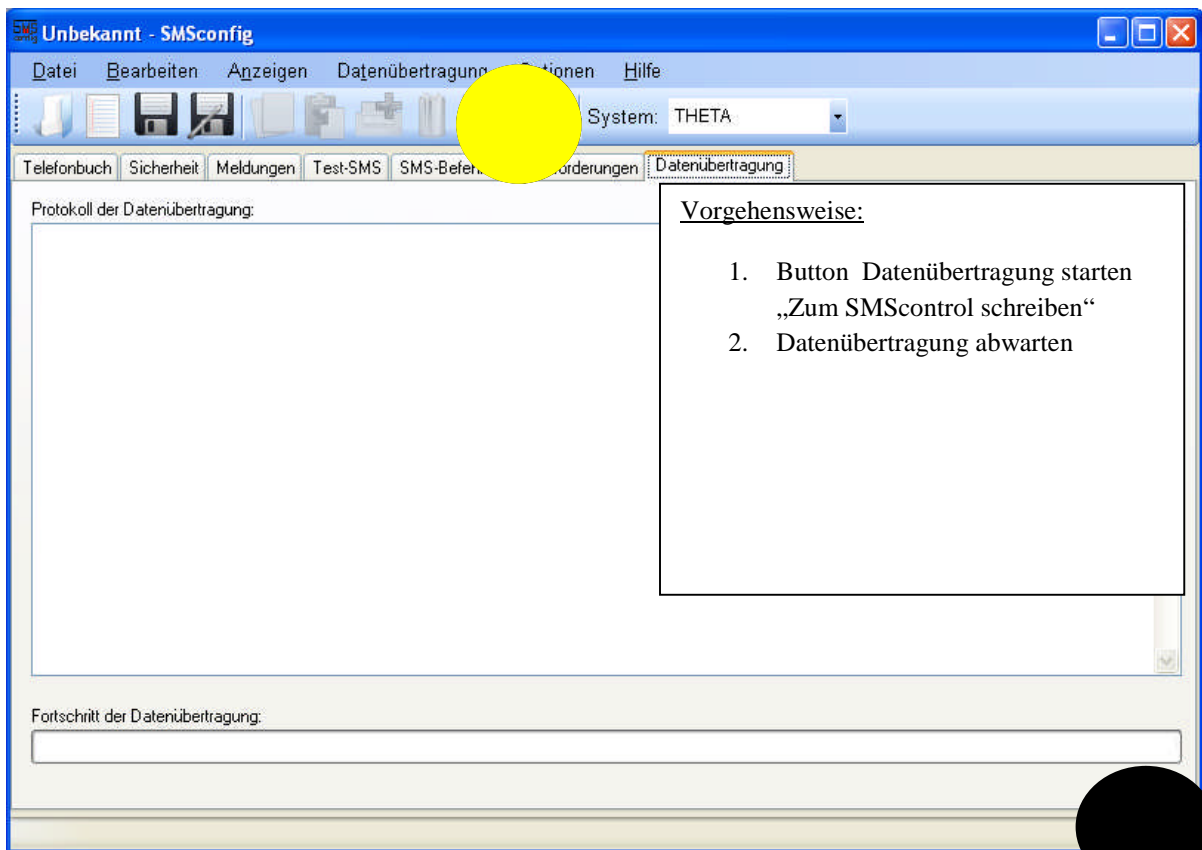 Unbekannt - SMSconfig
Datei Bearbeiten Anzeigen Datenübertragung Optionen Hilfe
System: THETA
Telefonbuch Sicherheit Meldungen Test-SMS Datenübertragung
Protokoll der Datenübertragung:
Vorgehensweise:
1. Button Datenübertragung starten
„Zum SMScontrol schreiben“
2. Datenübertragung abwarten
Fortschritt der Datenübertragung: